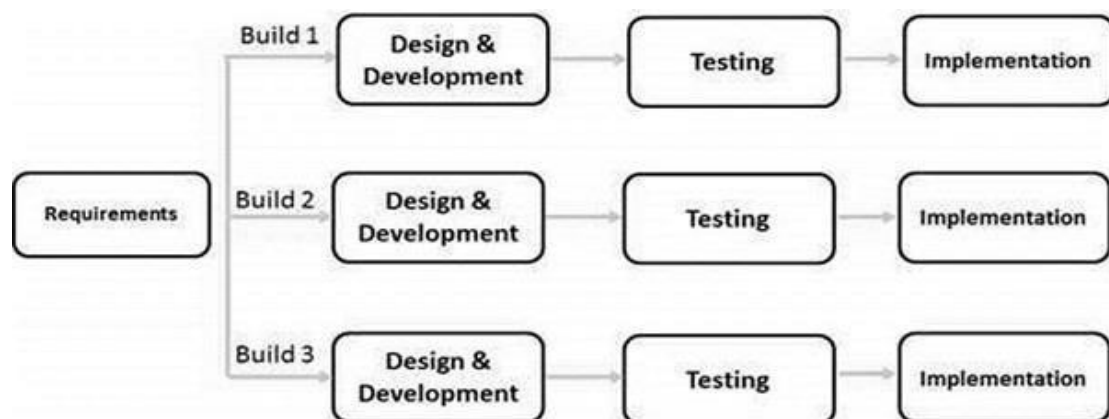 Build 1
Design &
Development
Testing
Implementation
Requirements
Build 2
Design &
Development
Testing
Implementation
Build 3
Design &
Development
Testing
Implementation